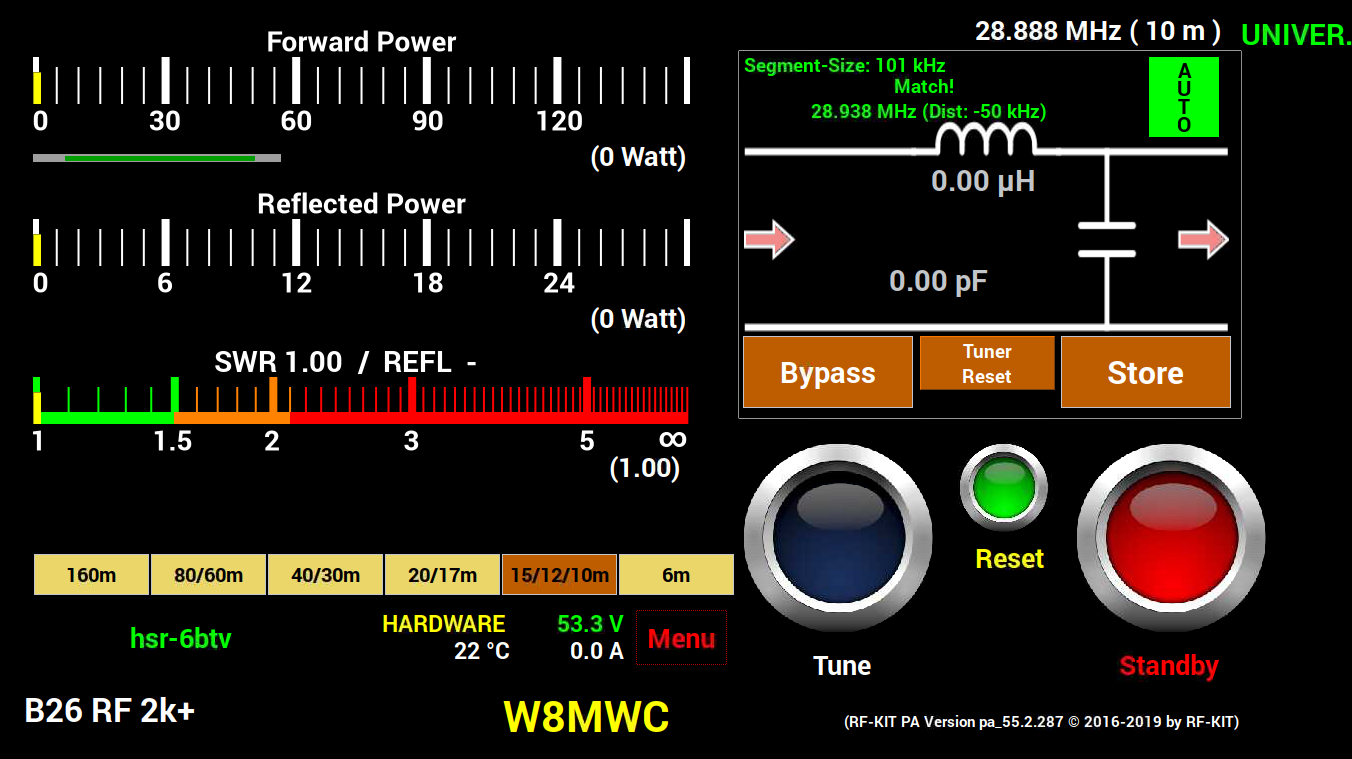 28.888 MHz ( 10 m )
UNIVER.
Forward Power
0 30 60 90 120
(0 Watt)
Reflected Power
0 6 12 18 24
(0 Watt)
SWR 1.00 / REFL -
1 1.5 2 3 5 ∞
(1.00)
Segment-Size: 101 kHz
Match!
28.938 MHz (Dist: -50 kHz)
AUTO
0.00 µH
0.00 pF
Bypass
Tuner
Reset
Store
160m 80/60m 40/30m 20/17m 15/12/10m 6m
hsr-6btv
HARDWARE 53.3 V
22 °C 0.0 A
Menu
Tune
Reset
Standby
B26 RF 2k+
W8MWC
(RF-KIT PA Version pa_55.2.287 © 2016-2019 by RF-KIT)